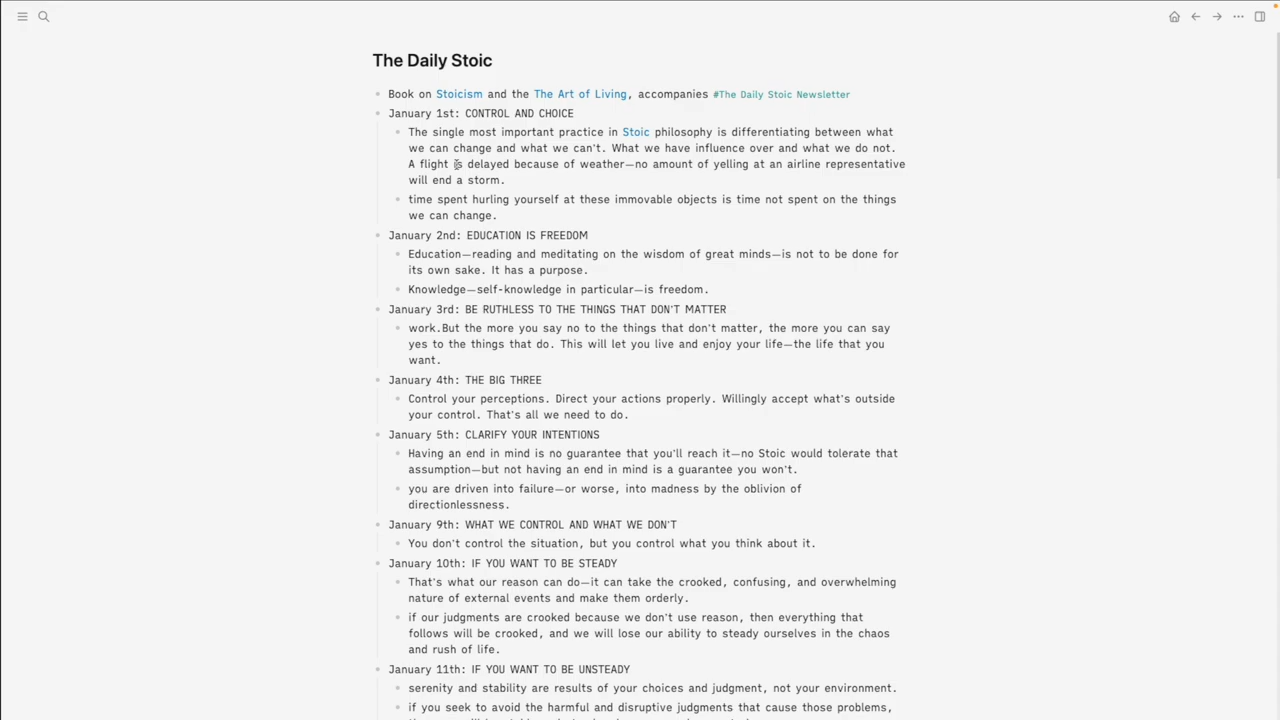 The Daily Stoic
Book on Stoicism and the The Art of Living, accompanies #The Daily Stoic Newsletter
January 1st: CONTROL AND CHOICE
The single most important practice in Stoic philosophy is differentiating between what
we can change and what we can't. What we have influence over and what we do not.
A flight is delayed because of weather—no amount of yelling at an airline representative
will end a storm.
time spent hurling yourself at these immovable objects is time not spent on the things
we can change.
January 2nd: EDUCATION IS FREEDOM
Education—reading and meditating on the wisdom of great minds—is not to be done for
its own sake. It has a purpose.
Knowledge—self-knowledge in particular—is freedom.
January 3rd: BE RUTHLESS TO THE THINGS THAT DON'T MATTER
work.But the more you say no to the things that don't matter, the more you can say
yes to the things that do. This will let you live and enjoy your life—the life that you
want.
January 4th: THE BIG THREE
Control your perceptions. Direct your actions properly. Willingly accept what's outside
your control. That's all we need to do.
January 5th: CLARIFY YOUR INTENTIONS
Having an end in mind is no guarantee that you'll reach it—no Stoic would tolerate that
assumption—but not having an end in mind is a guarantee you won't.
you are driven into failure—or worse, into madness by the oblivion of
directionlessness.
January 9th: WHAT WE CONTROL AND WHAT WE DON'T
You don't control the situation, but you control what you think about it.
January 10th: IF YOU WANT TO BE STEADY
That's what our reason can do—it can take the crooked, confusing, and overwhelming
nature of external events and make them orderly.
if our judgments are crooked because we don't use reason, then everything that
follows will be crooked, and we will lose our ability to steady ourselves in the chaos
and rush of life.
January 11th: IF YOU WANT TO BE UNSTEADY
serenity and stability are results of your choices and judgment, not your environment.
if you seek to avoid the harmful and disruptive judgments that cause those problems,